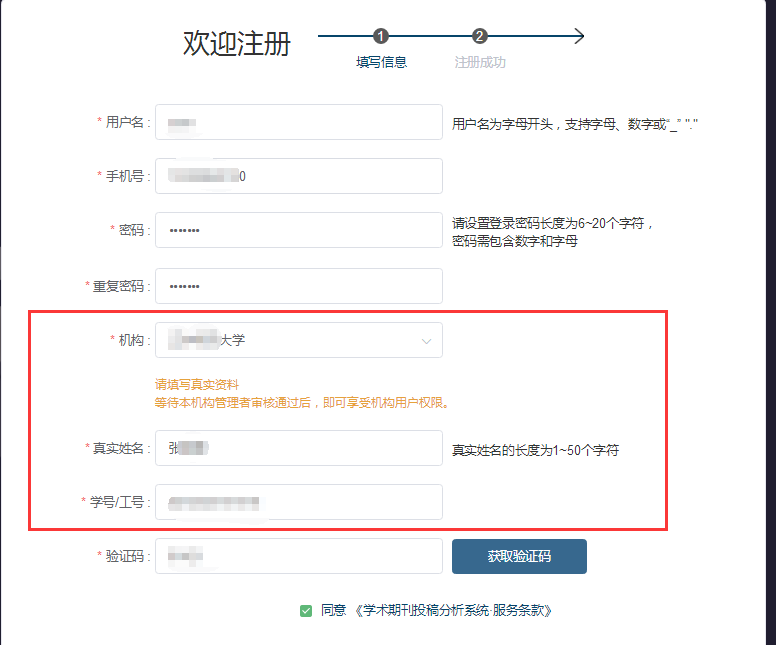 欢迎注册
1
2
填写信息
注册成功
* 用户名 :
用户名为字母开头，支持字母、数字或"_" "."
* 手机号 :
0
* 密码 :
•••••••
请设置登录密码长度为6~20个字符，
密码需包含数字和字母
* 重复密码 :
•••••••
* 机构 :
大学
请填写真实资料
等待本机构管理者审核通过后，即可享受机构用户权限。
* 真实姓名 :
张
真实姓名的长度为1~50个字符
* 学号/工号 :
* 验证码 :
获取验证码
同意 《学术期刊投稿分析系统·服务条款》